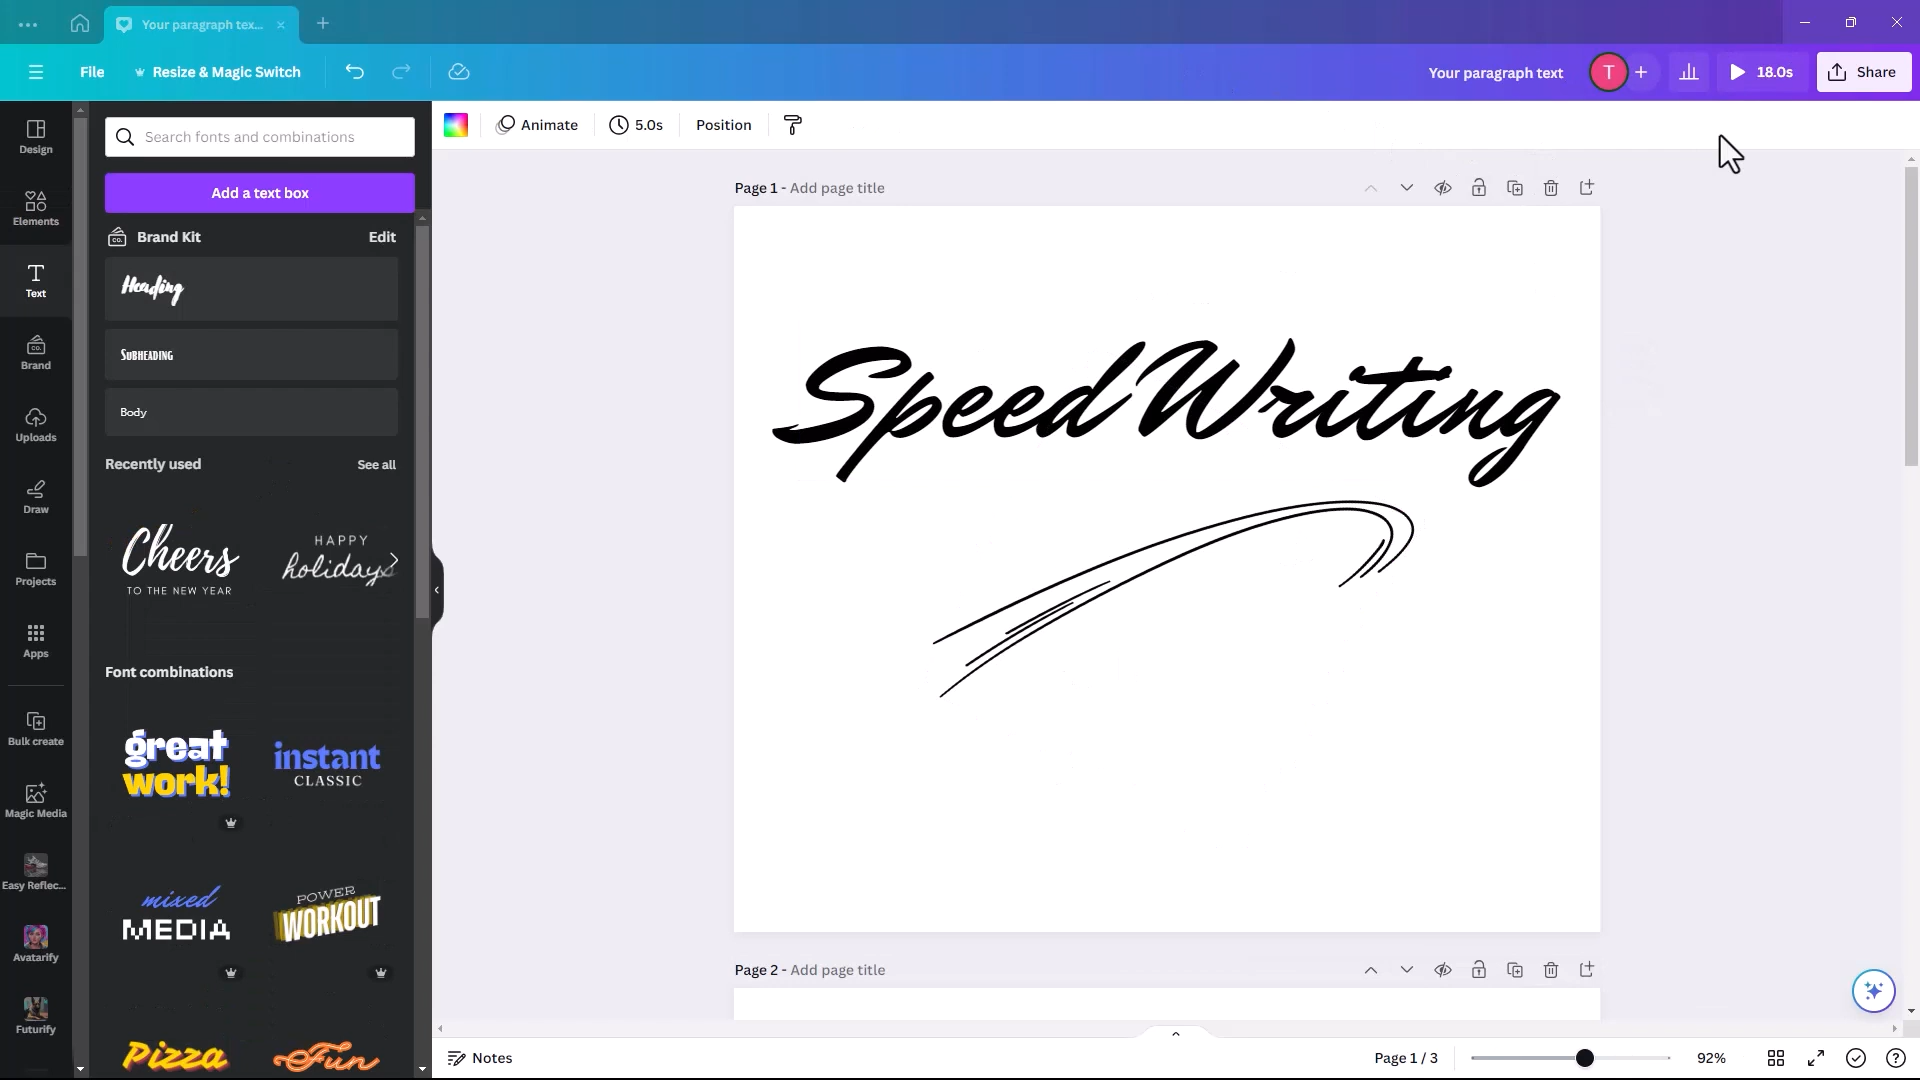 Your paragraph tex...
File
Resize & Magic Switch
Your paragraph text
T
18.0s
Share
Design
Elements
Text
Brand
Uploads
Draw
Projects
Apps
Bulk create
Magic Media
Easy Reflec...
Avatarify
Futurify
Search fonts and combinations
Add a text box
Brand Kit
Edit
Heading
SUBHEADING
Body
Recently used
See all
Cheers
TO THE NEW YEAR
HAPPY
holidays
Font combinations
great
work!
instant
CLASSIC
mixed
MEDIA
POWER
WORKOUT
Pizza
Fun
Animate
5.0s
Position
Page 1 - Add page title
Speed Writing
Page 2 - Add page title
Notes
Page 1 / 3
92%